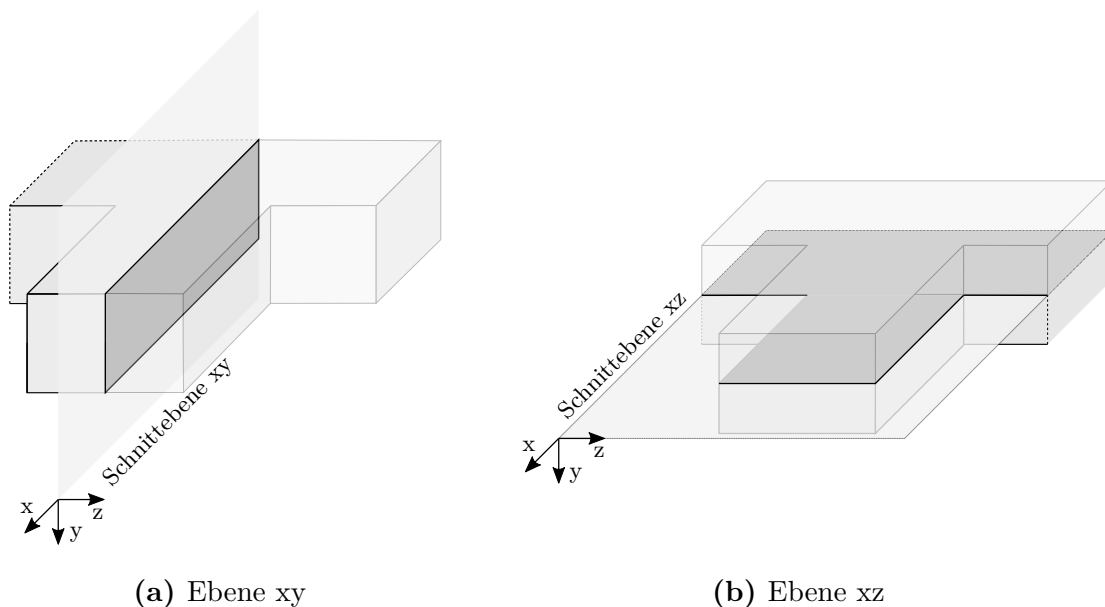 Schnittebene xy
x
z
y
Schnittebene xz
x
z
y
(a) Ebene xy
(b) Ebene xz